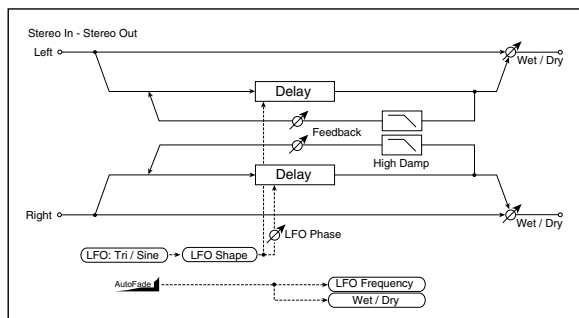 Stereo In - Stereo Out
Left
Wet / Dry
Delay
Feedback
High Damp
Delay
Right
Wet / Dry
LFO Phase
LFO: Tri / Sine
LFO Shape
AutoFade
LFO Frequency
Wet / Dry